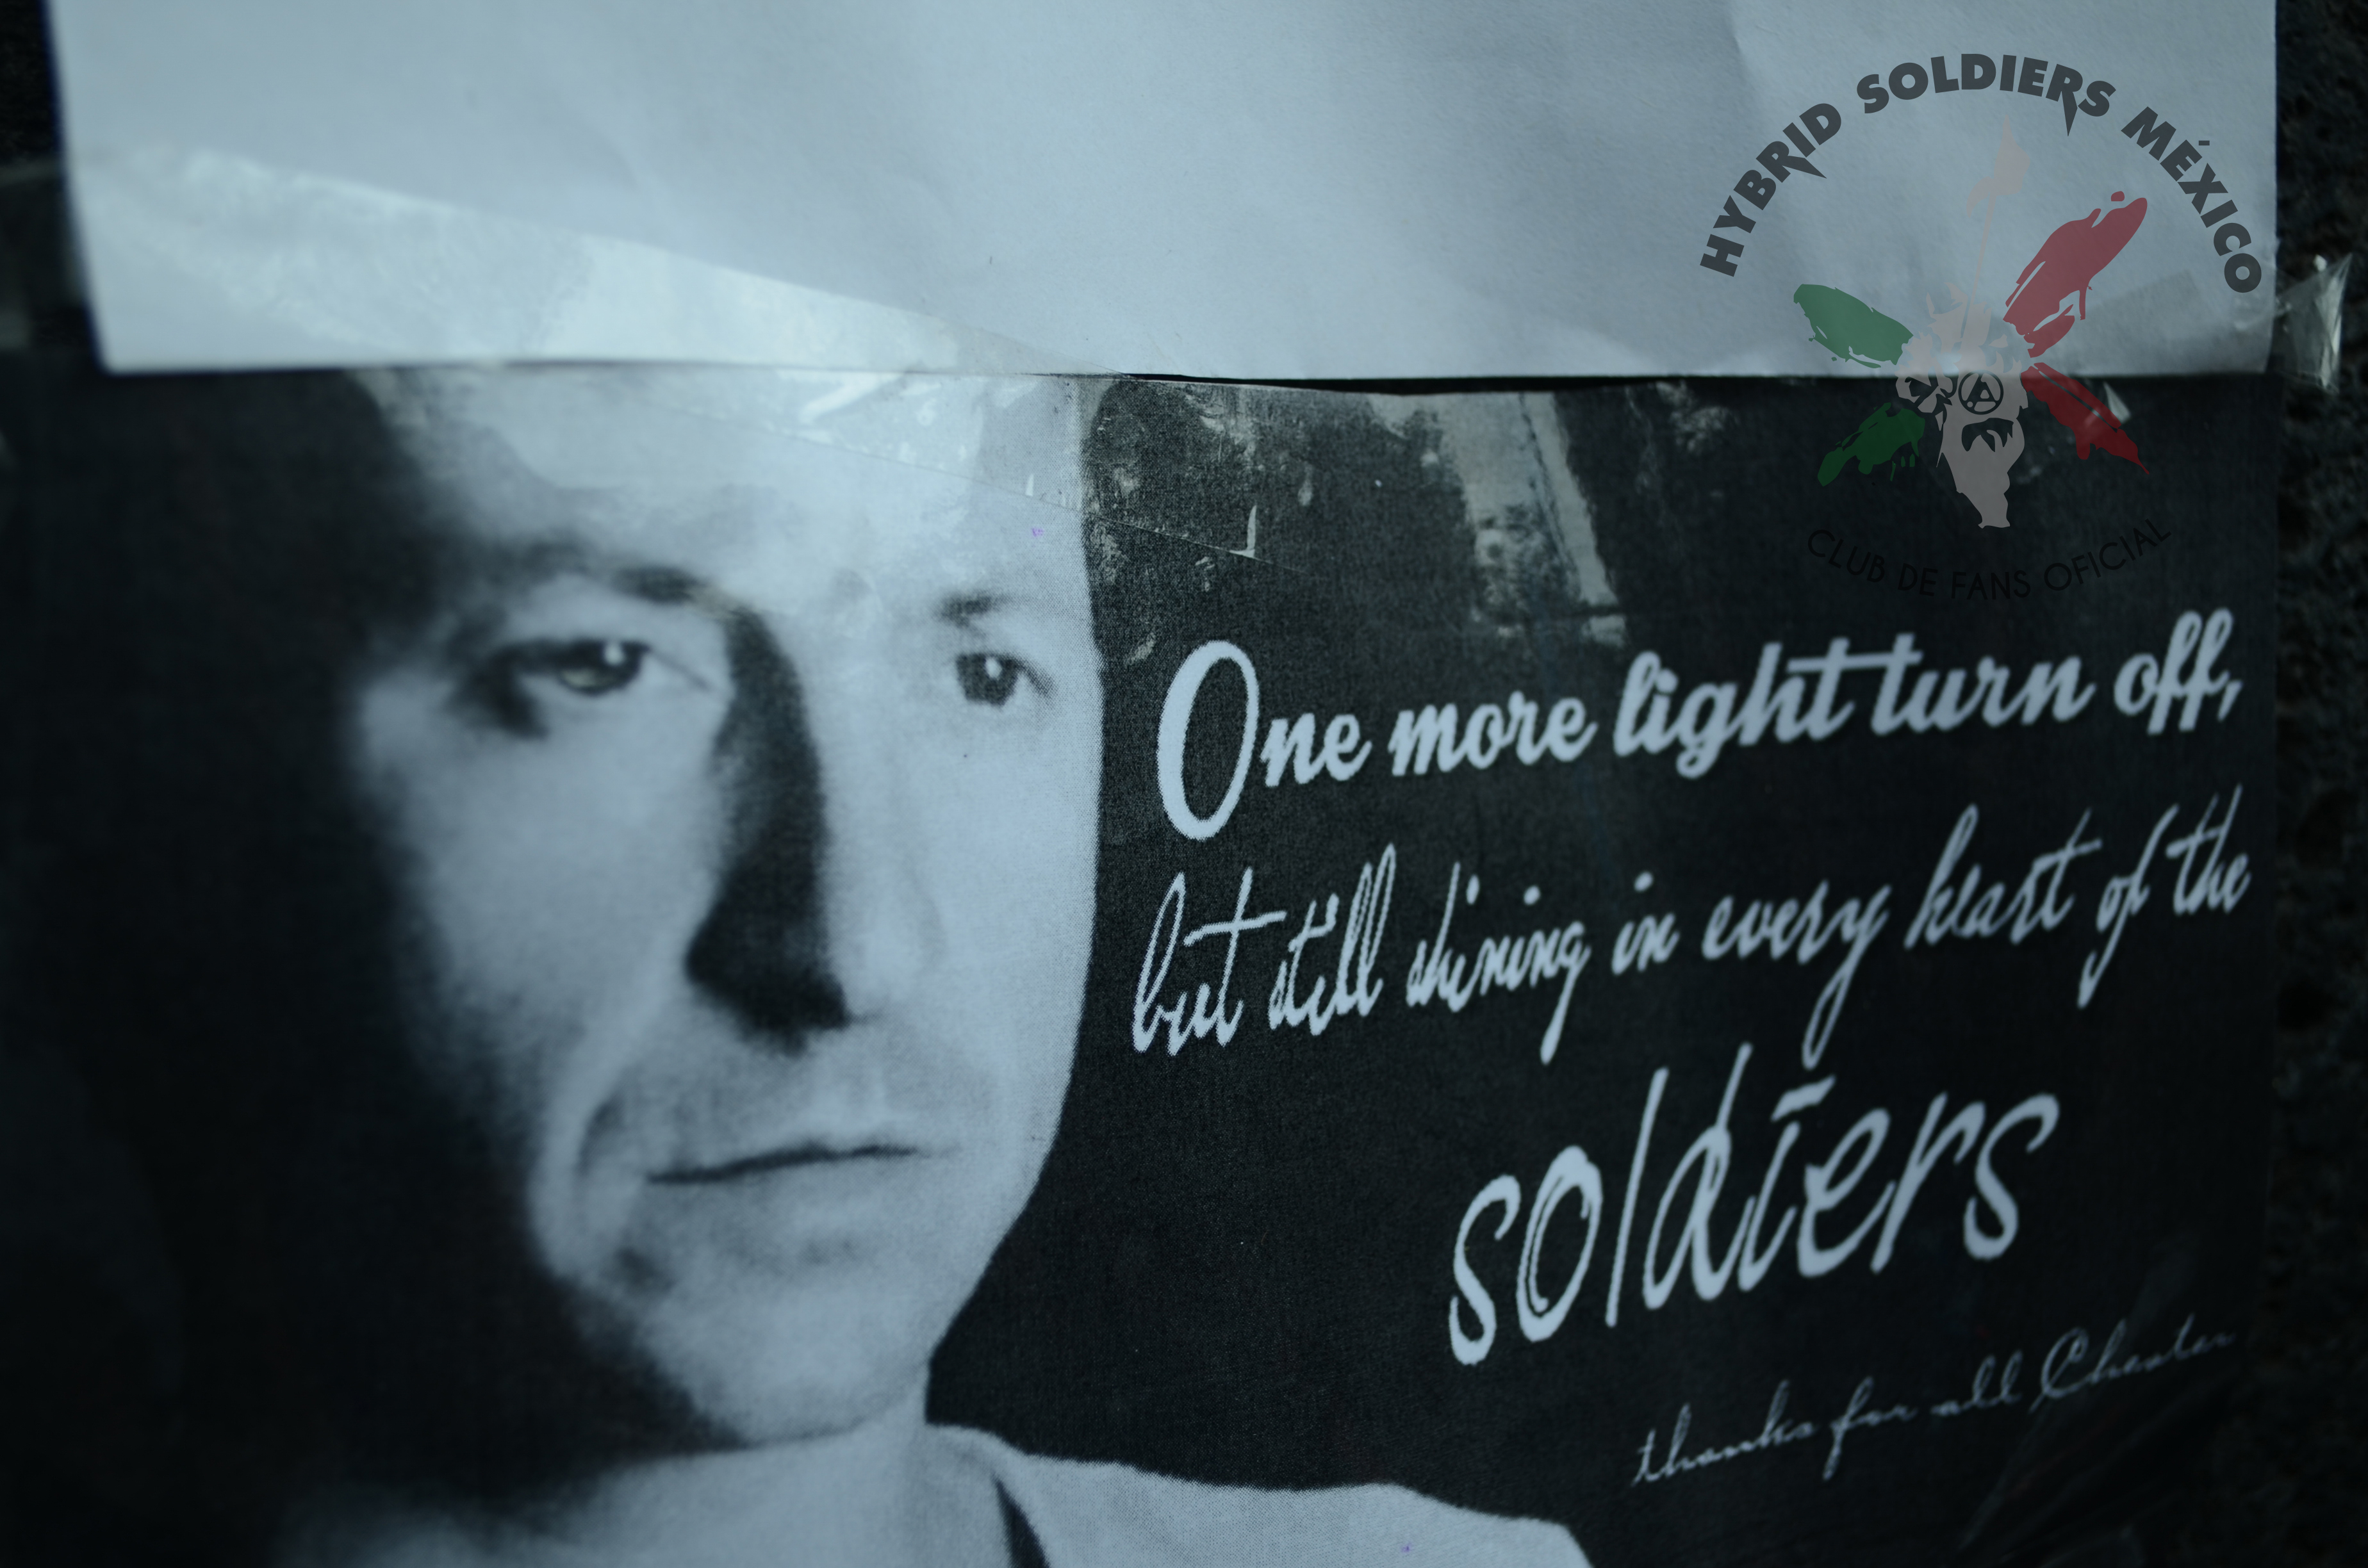 HYBRID SOLDIERS MÉXICO
CLUB DE FANS OFICIAL
One more light turn off,
but still shining in every heart of the
soldiers
thanks for all Chester